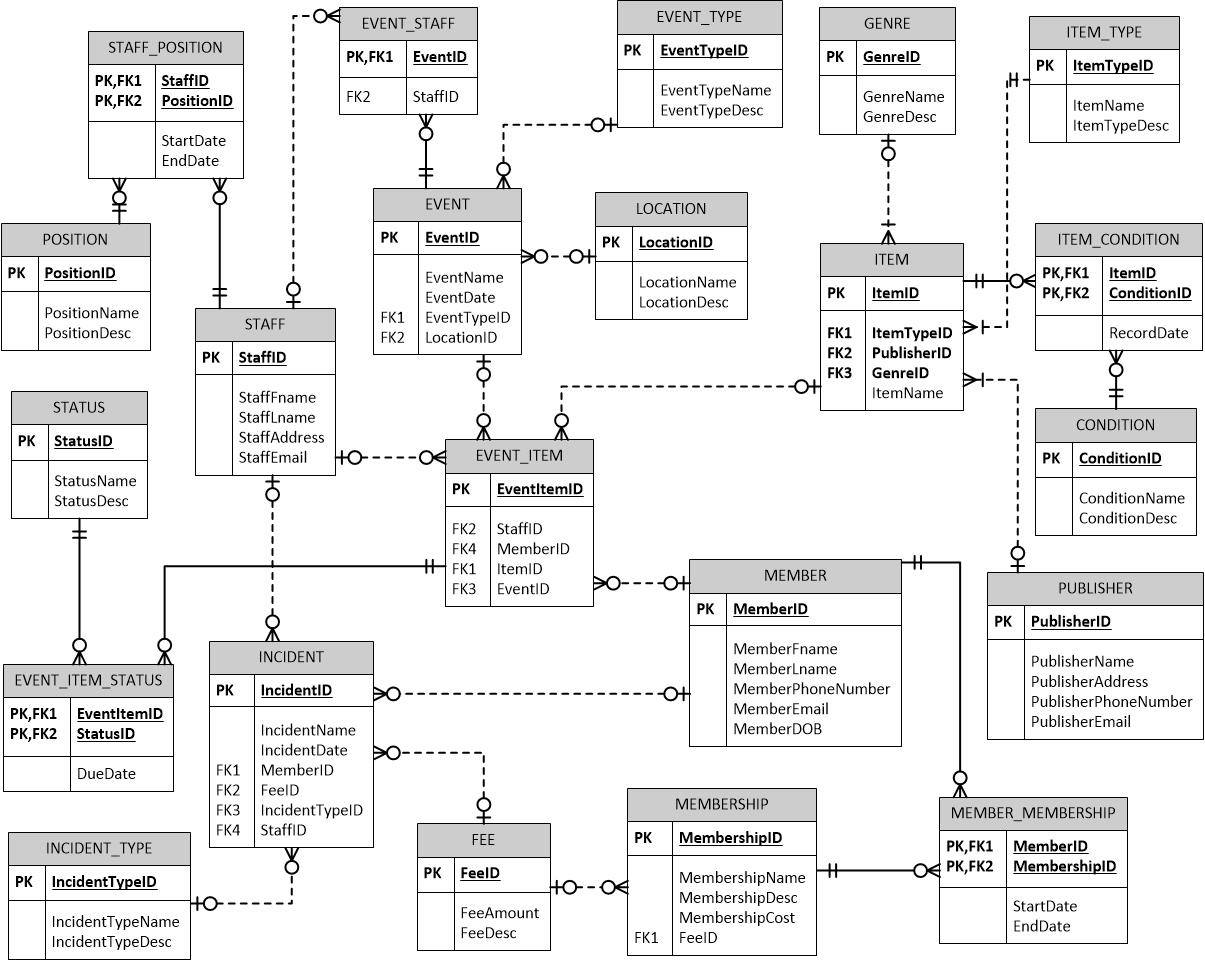 STAFF_POSITION
PK,FK1 StaffID
PK,FK2 PositionID
StartDate
EndDate
EVENT_STAFF
PK,FK1 EventID
FK2 StaffID
EVENT_TYPE
PK EventTypeID
EventTypeName
EventTypeDesc
GENRE
PK GenreID
GenreName
GenreDesc
ITEM_TYPE
PK ItemTypeID
ItemName
ItemTypeDesc
POSITION
PK PositionID
PositionName
PositionDesc
STAFF
PK StaffID
StaffFname
StaffLname
StaffAddress
StaffEmail
EVENT
PK EventID
EventName
EventDate
FK1 EventTypeID
FK2 LocationID
LOCATION
PK LocationID
LocationName
LocationDesc
ITEM
PK ItemID
FK1 ItemTypeID
FK2 PublisherID
FK3 GenreID
ItemName
ITEM_CONDITION
PK,FK1 ItemID
PK,FK2 ConditionID
RecordDate
STATUS
PK StatusID
StatusName
StatusDesc
EVENT_ITEM
PK EventItemID
FK2 StaffID
FK4 MemberID
FK1 ItemID
FK3 EventID
CONDITION
PK ConditionID
ConditionName
ConditionDesc
MEMBER
PK MemberID
MemberFname
MemberLname
MemberPhoneNumber
MemberEmail
MemberDOB
PUBLISHER
PK PublisherID
PublisherName
PublisherAddress
PublisherPhoneNumber
PublisherEmail
EVENT_ITEM_STATUS
PK,FK1 EventItemID
PK,FK2 StatusID
DueDate
INCIDENT
PK IncidentID
IncidentName
IncidentDate
FK1 MemberID
FK2 FeeID
FK3 IncidentTypeID
FK4 StaffID
INCIDENT_TYPE
PK IncidentTypeID
IncidentTypeName
IncidentTypeDesc
FEE
PK FeeID
FeeAmount
FeeDesc
MEMBERSHIP
PK MembershipID
MembershipName
MembershipDesc
MembershipCost
FK1 FeeID
MEMBER_MEMBERSHIP
PK,FK1 MemberID
PK,FK2 MembershipID
StartDate
EndDate